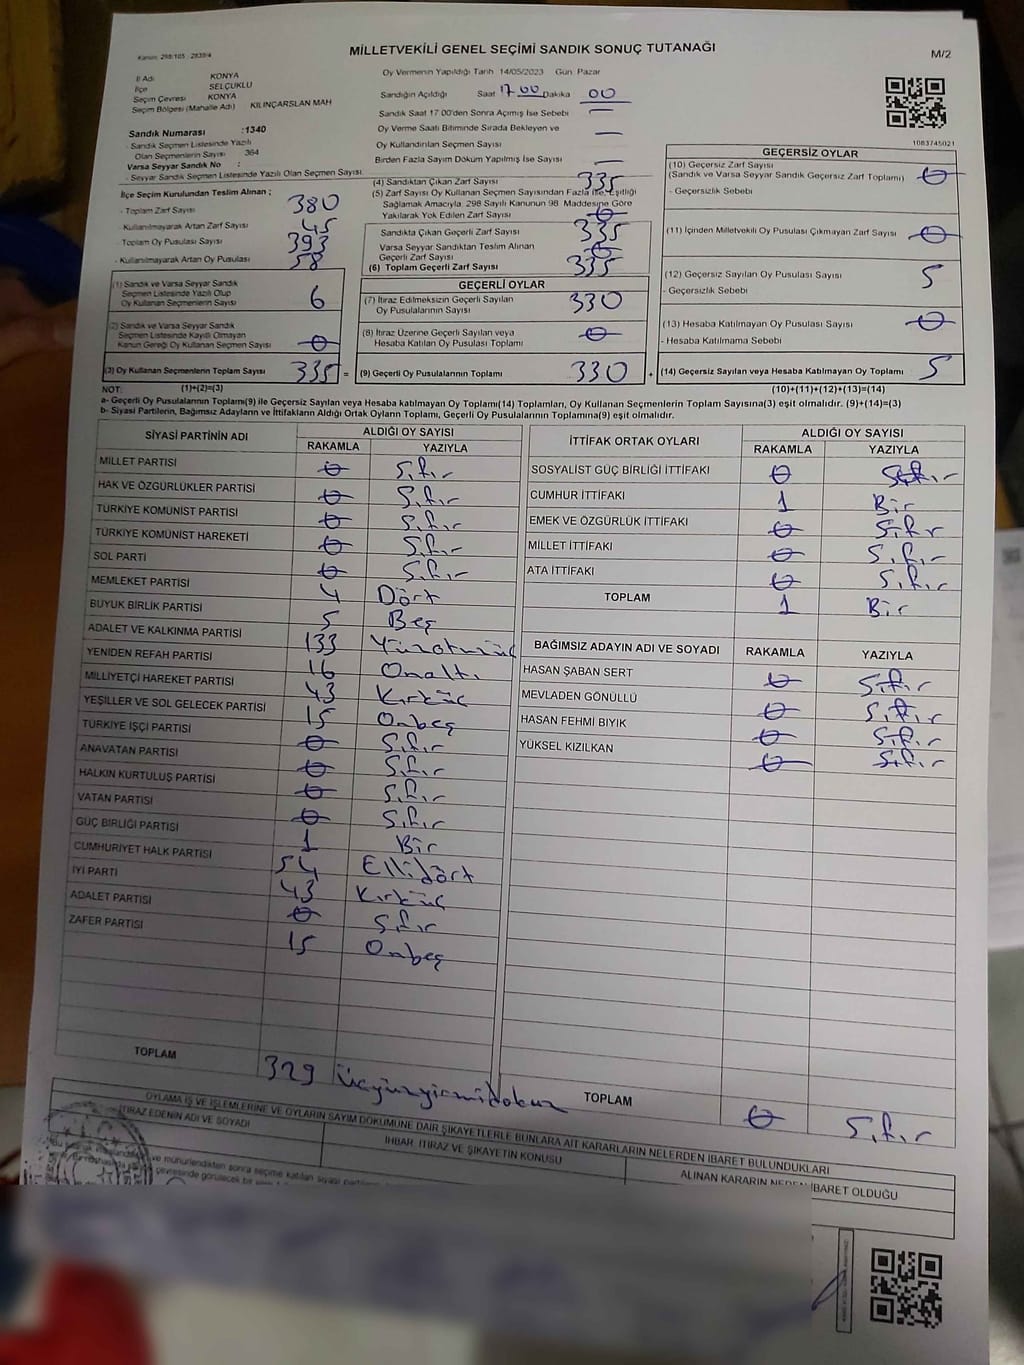 Kanun: 298/105 - 2839/4
MİLLETVEKİLİ GENEL SEÇİMİ SANDIK SONUÇ TUTANAĞI
M/2
İl Adı KONYA
İlçe SELÇUKLU
Seçim Çevresi KONYA
Seçim Bölgesi (Mahalle Adı) KILINÇARSLAN MAH
Sandık Numarası :1340
- Sandık Seçmen Listesinde Yazılı
Olan Seçmenlerin Sayısı 364
Varsa Seyyar Sandık No :
- Seyyar Sandık Seçmen Listesinde Yazılı Olan Seçmen Sayısı
Oy Vermenin Yapıldığı Tarih 14/05/2023 Gün: Pazar
Sandığın Açıldığı Saat 17 00 Dakika 00
Sandık Saat 17.00'den Sonra Açmış İse Sebebi —
Oy Verme Saati Bitiminde Sırada Bekleyen ve
Oy Kullandırılan Seçmen Sayısı —
Birden Fazla Sayım Döküm Yapılmış İse Sayısı —
1083745021
İlçe Seçim Kurulundan Teslim Alınan ;
- Toplam Zarf Sayısı 380
- Kullanılmayarak Artan Zarf Sayısı 45
- Toplam Oy Pusulası Sayısı 393
- Kullanılmayarak Artan Oy Pusulası 58
(1) Sandık ve Varsa Seyyar Sandık
Seçmen Listesinde Yazılı Olup
Oy Kullanan Seçmenlerin Sayısı 6
(2) Sandık ve Varsa Seyyar Sandık
Seçmen Listesinde Kayıtlı Olmayan
Kanun Gereği Oy Kullanan Seçmen Sayısı 0
(3) Oy Kullanan Seçmenlerin Toplam Sayısı 335 =
(4) Sandıktan Çıkan Zarf Sayısı 335
(5) Zarf Sayısı Oy Kullanan Seçmen Sayısından Fazla ise, Eşitliği
Sağlamak Amacıyla 298 Sayılı Kanunun 98. Maddesine Göre
Yakılarak Yok Edilen Zarf Sayısı 0
Sandıkta Çıkan Geçerli Zarf Sayısı 335
Varsa Seyyar Sandıktan Teslim Alınan
Geçerli Zarf Sayısı 0
(6) Toplam Geçerli Zarf Sayısı 335
GEÇERLİ OYLAR
(7) İtiraz Edilmeksizin Geçerli Sayılan
Oy Pusulalarının Sayısı 330
(8) İtiraz Üzerine Geçerli Sayılan veya
Hesaba Katılan Oy Pusulası Toplamı 0
(9) Geçerli Oy Pusulalarının Toplamı 330 +
GEÇERSİZ OYLAR
(10) Geçersiz Zarf Sayısı
(Sandık ve Varsa Seyyar Sandık Geçersiz Zarf Toplamı) 0
- Geçersizlik Sebebi
(11) İçinden Milletvekili Oy Pusulası Çıkmayan Zarf Sayısı 0
(12) Geçersiz Sayılan Oy Pusulası Sayısı 5
- Geçersizlik Sebebi
(13) Hesaba Katılmayan Oy Pusulası Sayısı 0
- Hesaba Katılmama Sebebi
(14) Geçersiz Sayılan veya Hesaba Katılmayan Oy Toplamı 5
NOT: (1)+(2)=(3) (10)+(11)+(12)+(13)=(14)
a- Geçerli Oy Pusulalarının Toplamı(9) ile Geçersiz Sayılan veya Hesaba katılmayan Oy Toplamı(14) Toplamları, Oy Kullanan Seçmenlerin Toplam Sayısına(3) eşit olmalıdır. (9)+(14)=(3)
b- Siyasi Partilerin, Bağımsız Adayların ve İttifakların Aldığı Ortak Oyların Toplamı, Geçerli Oy Pusulalarının Toplamına(9) eşit olmalıdır.
SİYASİ PARTİNİN ADI ALDIĞI OY SAYISI
RAKAMLA YAZIYLA
MİLLET PARTİSI 0 Sıfır
HAK VE ÖZGÜRLÜKLER PARTİSİ 0 Sıfır
TÜRKİYE KOMÜNİST PARTISI 0 Sıfır
TÜRKİYE KOMÜNİST HAREKETİ 0 Sıfır
SOL PARTİ 0 Sıfır
MEMLEKET PARTİSİ 4 Dört
BÜYÜK BİRLİK PARTİSİ 5 Beş
ADALET VE KALKINMA PARTİSİ 133 Yüzotuzüç
YENİDEN REFAH PARTİSİ 16 Onaltı
MİLLİYETÇİ HAREKET PARTİSİ 43 Kırküç
YEŞİLLER VE SOL GELECEK PARTİSİ 15 Onbeş
TÜRKİYE İŞÇİ PARTİSİ 0 Sıfır
ANAVATAN PARTİSİ 0 Sıfır
HALKIN KURTULUŞ PARTİSİ 0 Sıfır
VATAN PARTİSİ 0 Sıfır
GÜÇ BİRLİĞİ PARTİSİ 1 Bir
CUMHURİYET HALK PARTİSİ 54 Ellidört
İYİ PARTİ 43 Kırküç
ADALET PARTİSİ 0 Sıfır
ZAFER PARTİSİ 15 Onbeş
TOPLAM 329 Üçyüzyirmidokuz
İTTİFAK ORTAK OYLARI ALDIĞI OY SAYISI
RAKAMLA YAZIYLA
SOSYALİST GÜÇ BİRLİĞİ İTTİFAKI 0 Sıfır
CUMHUR İTTİFAKI 1 Bir
EMEK VE ÖZGÜRLÜK İTTİFAKI 0 Sıfır
MİLLET İTTİFAKI 0 Sıfır
ATA İTTİFAKI 0 Sıfır
TOPLAM 1 Bir
BAĞIMSIZ ADAYIN ADI VE SOYADI RAKAMLA YAZIYLA
HASAN ŞABAN SERT 0 Sıfır
MEVLADEN GÖNÜLLÜ 0 Sıfır
HASAN FEHMİ BIYIK 0 Sıfır
YÜKSEL KIZILKAN 0 Sıfır
TOPLAM 0 Sıfır
OYLAMA İŞ VE İŞLEMLERİNE VE OYLARIN SAYIM DÖKÜMÜNE DAİR ŞİKAYETLERLE BUNLARA AİT KARARLARIN NELERDEN İBARET BULUNDUKLARI
İTİRAZ EDENİN ADI VE SOYADI
İHBAR, İTİRAZ VE ŞİKAYETİN KONUSU
ALINAN KARARIN NEDEN İBARET OLDUĞU
ve mühürlendikten sonra seçime katılan siyasi